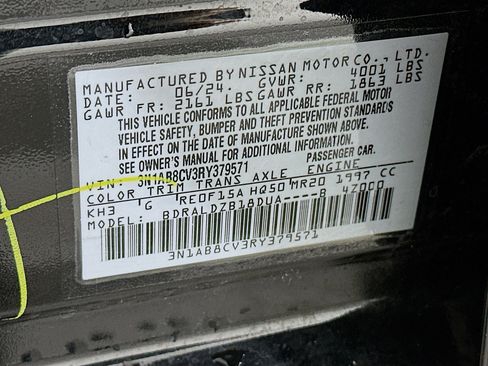 MANUFACTURED BY NISSAN MOTOR CO., LTD.
DATE: 06/24. GVWR: 4001 LBS
GAWR FR: 2161 LBS GAWR RR: 1863 LBS
THIS VEHICLE CONFORMS TO ALL APPLICABLE FEDERAL MOTOR
VEHICLE SAFETY, BUMPER AND THEFT PREVENTION STANDARDS
IN EFFECT ON THE DATE OF MANUFACTURE SHOWN ABOVE.
SEE OWNER'S MANUAL FOR ADDITIONAL INFORMATION.
VIN: 3N1AB8CV3RY379571 PASSENGER CAR.
COLOR TRIM TRANS AXLE ENGINE
KH3 G RE0F15A HQ50 MR20 1997 CC
BDRALDZB18DUA----B 4Z0C0
3N1AB8CV3RY379571